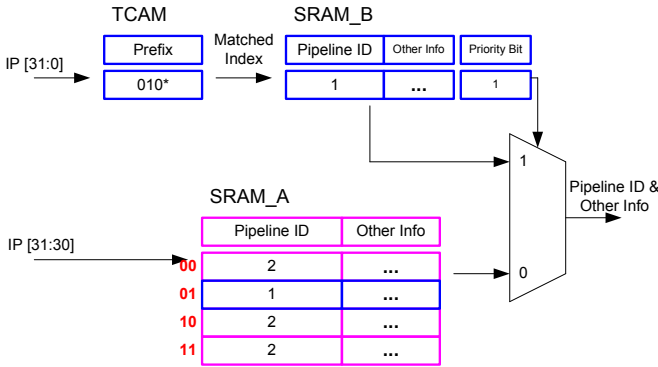 TCAM
SRAM_B
IP [31:0]
Prefix
010*
Matched
Index
Pipeline ID
Other Info
Priority Bit
1
...
1
1
0
Pipeline ID &
Other Info
SRAM_A
IP [31:30]
Pipeline ID
Other Info
00
2
...
01
1
...
10
2
...
11
2
...